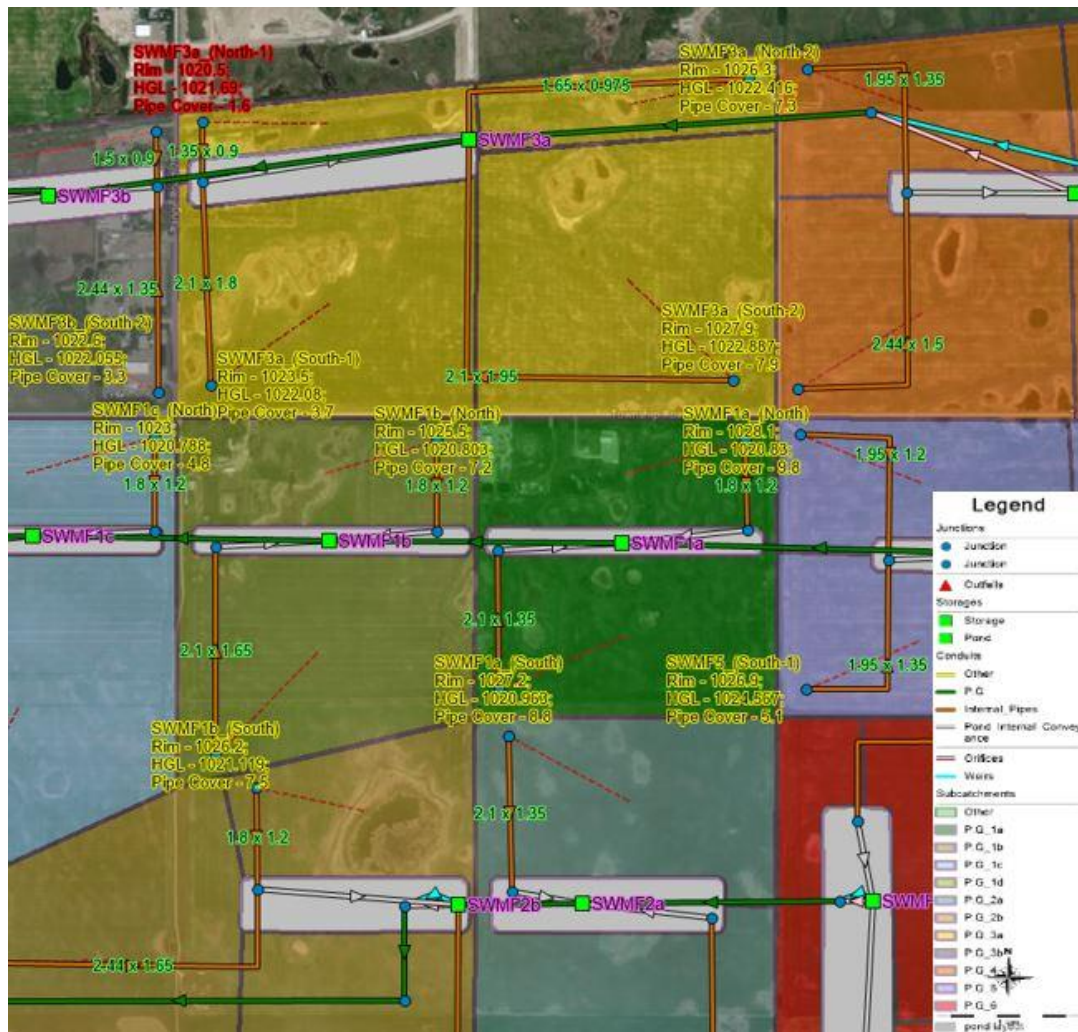 SWMF3a_(North-1)
Rim - 1020.5;
HGL - 1021.69;
Pipe Cover - 1.6
SWMF3a_(North-2)
Rim - 1026.3;
HGL - 1022.416;
Pipe Cover - 7.3
1.65 x 0.975
1.95 x 1.35
1.5 x 0.9
1.35 x 0.9
SWMF3a
SWMF3b
2.44 x 1.35
2.1 x 1.8
SWMF3b_(South-2)
Rim - 1022.6;
HGL - 1022.055;
Pipe Cover - 3.3
SWMF3a_(South-1)
Rim - 1023.5;
HGL - 1022.08;
Pipe Cover - 3.7
SWMF3a_(South-2)
Rim - 1027.9;
HGL - 1022.887;
Pipe Cover - 7.9
2.1 x 1.95
2.44 x 1.5
SWMF1c_(North)
Rim - 1023;
HGL - 1020.788;
Pipe Cover - 4.8
1.8 x 1.2
SWMF1b_(North)
Rim - 1025.5;
HGL - 1020.803;
Pipe Cover - 7.2
1.8 x 1.2
SWMF1a_(North)
Rim - 1028.1;
HGL - 1020.83;
Pipe Cover - 9.8
1.8 x 1.2
1.95 x 1.2
SWMF1c
SWMF1b
SWMF1a
2.1 x 1.65
2.1 x 1.35
1.95 x 1.35
SWMF1a_(South)
Rim - 1027.2;
HGL - 1020.963;
Pipe Cover - 8.8
SWMF5_(South-1)
Rim - 1026.9;
HGL - 1024.567;
Pipe Cover - 5.1
SWMF1b_(South)
Rim - 1026.2;
HGL - 1021.119;
Pipe Cover - 7.5
1.8 x 1.2
2.1 x 1.35
SWMF2b
SWMF2a
SWMF
2.44 x 1.65
Legend
Junctions
Junction
Junction
Outfalls
Storages
Storage
Pond
Conduits
Other
P.G
Internal_Pipes
Pond_Internal_Convey
ance
Orifices
Weirs
Subcatchments
Other
P.G_1a
P.G_1b
P.G_1c
P.G_1d
P.G_2a
P.G_2b
P.G_3a
P.G_3b
P.G_4
P.G_5
P.G_6
N